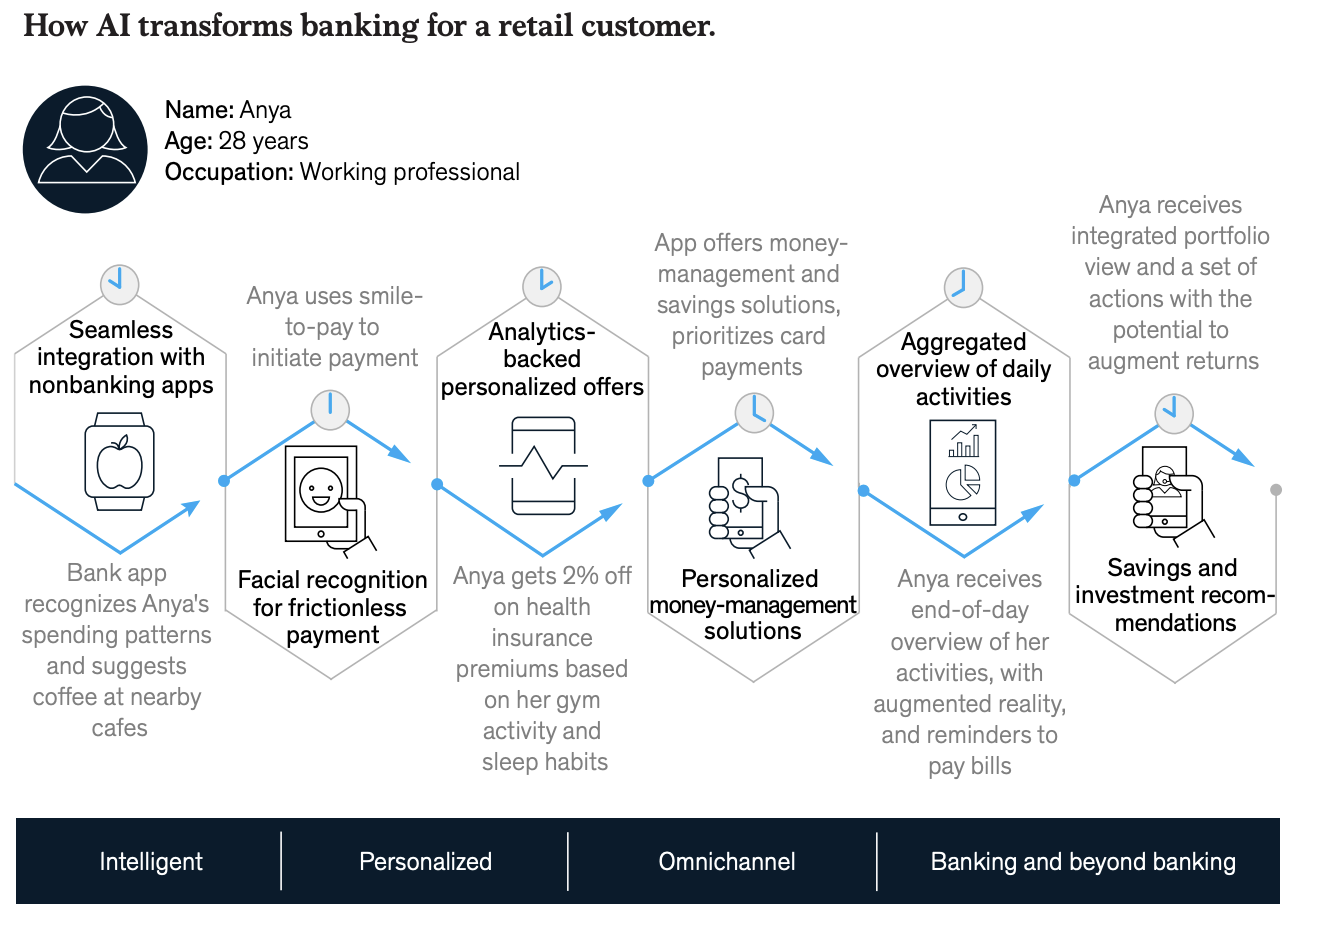 How AI transforms banking for a retail customer.
Name: Anya
Age: 28 years
Occupation: Working professional
Seamless
integration with
nonbanking apps
Bank app
recognizes Anya's
spending patterns
and suggests
coffee at nearby
cafes
Anya uses smile-
to-pay to
initiate payment
Facial recognition
for frictionless
payment
Analytics-
backed
personalized offers
Anya gets 2% off
on health
insurance
premiums based
on her gym
activity and
sleep habits
App offers money-
management and
savings solutions,
prioritizes card
payments
Personalized
money-management
solutions
Aggregated
overview of daily
activities
Anya receives
end-of-day
overview of her
activities, with
augmented reality,
and reminders to
pay bills
Anya receives
integrated portfolio
view and a set of
actions with the
potential to
augment returns
Savings and
investment recom-
mendations
Intelligent
Personalized
Omnichannel
Banking and beyond banking